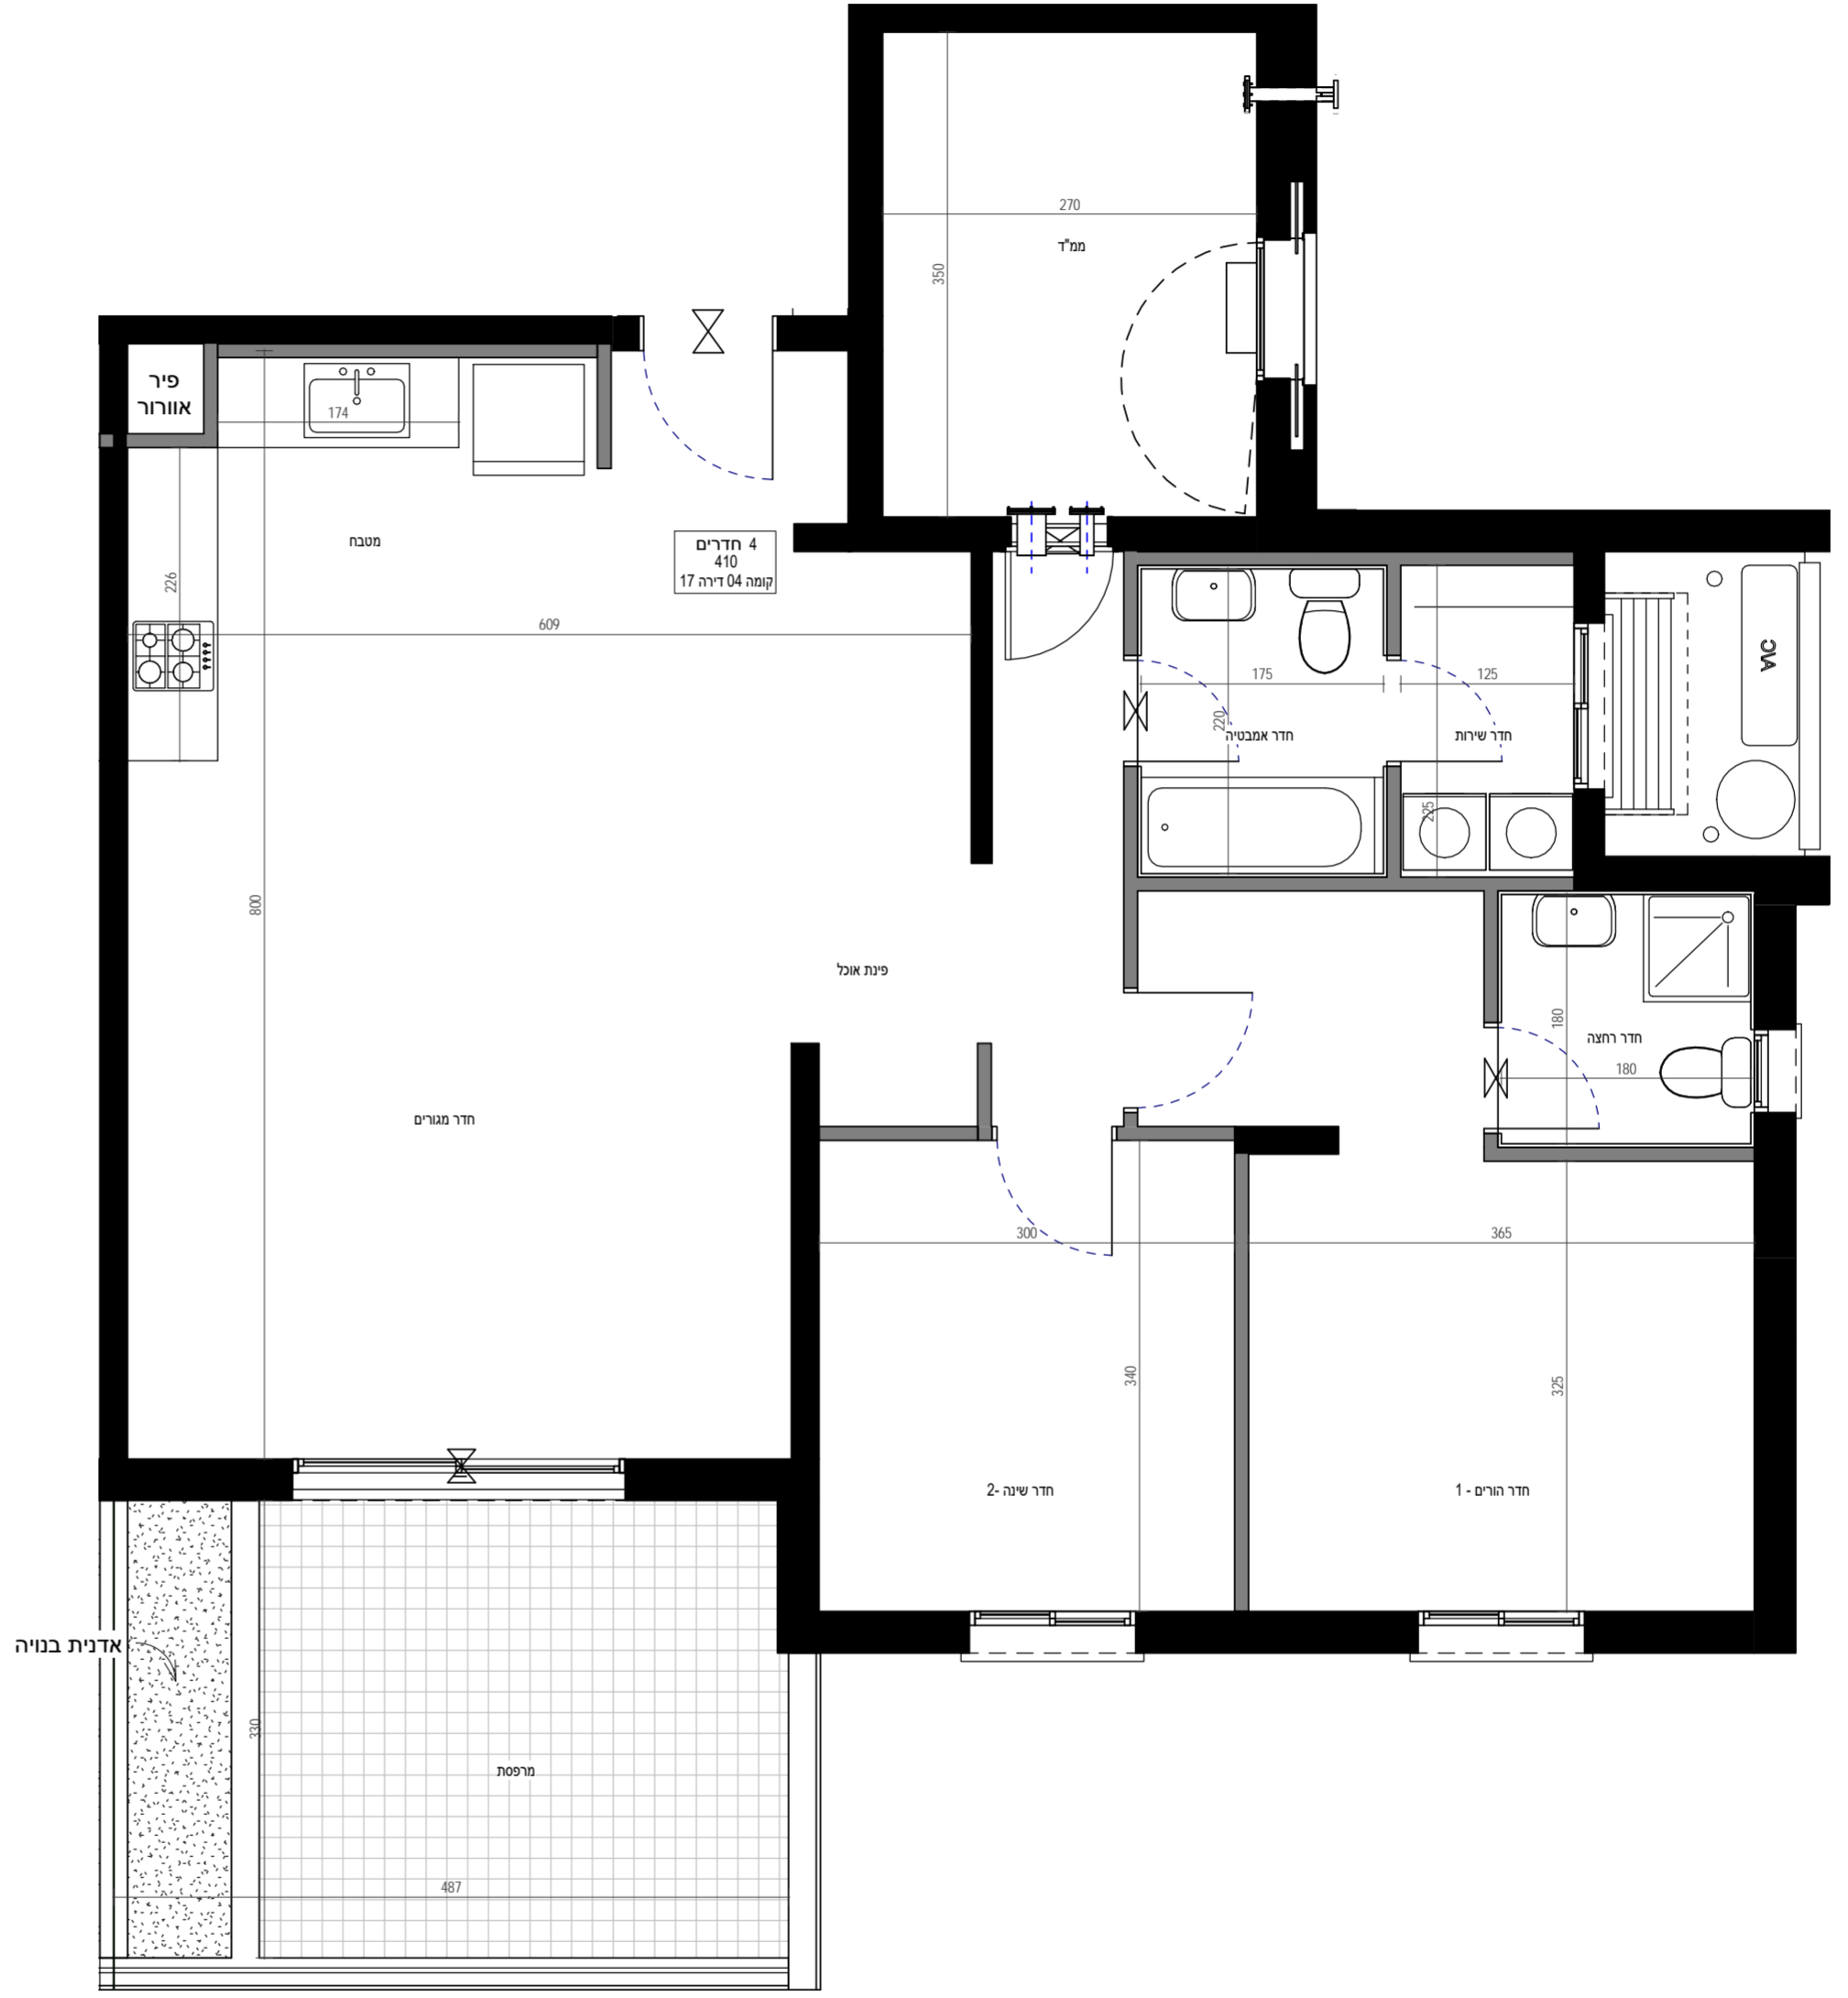 270
ממ"ד
350
פיר
אוורור
174
מטבח
226
4 חדרים
410
קומה 04 דירה 17
609
175
125
220
חדר אמבטיה
חדר שירות
225
A\C
800
פינת אוכל
180
חדר רחצה
180
חדר מגורים
300
365
340
325
חדר שינה -2
חדר הורים - 1
אדנית בנויה
330
מרפסת
487